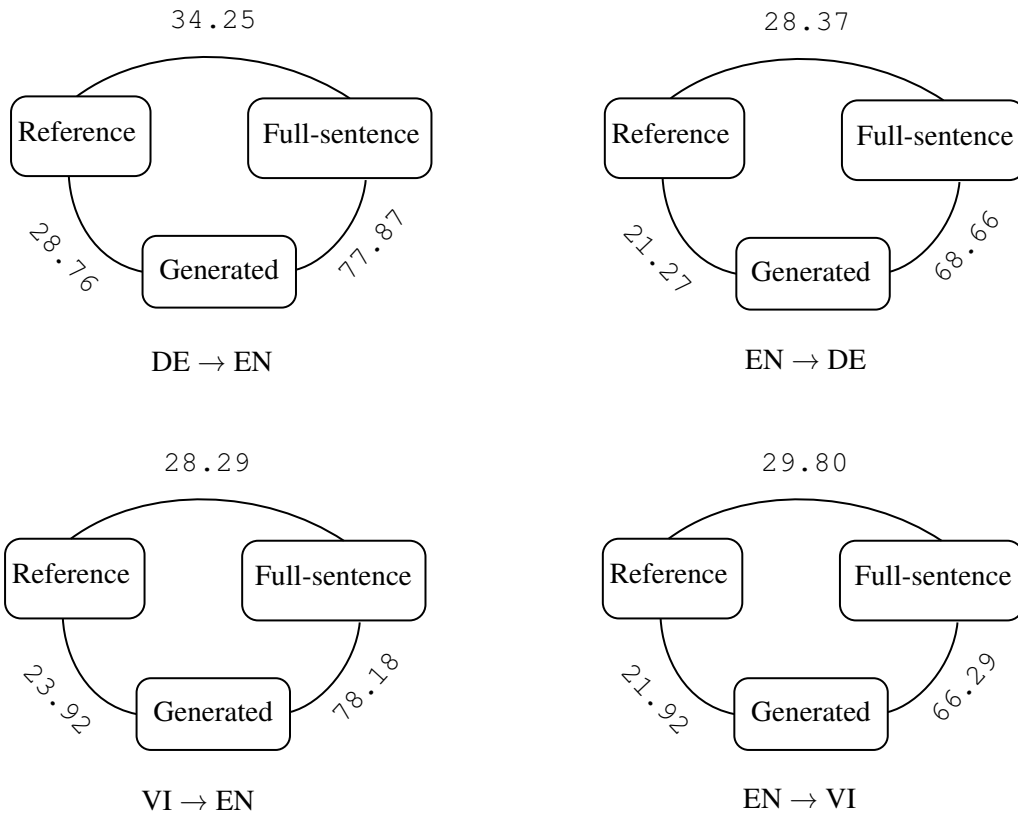 34.25
Reference
Full-sentence
28.76
77.87
Generated
DE → EN
28.37
Reference
Full-sentence
21.27
68.66
Generated
EN → DE
28.29
Reference
Full-sentence
23.92
78.18
Generated
VI → EN
29.80
Reference
Full-sentence
21.92
66.29
Generated
EN → VI